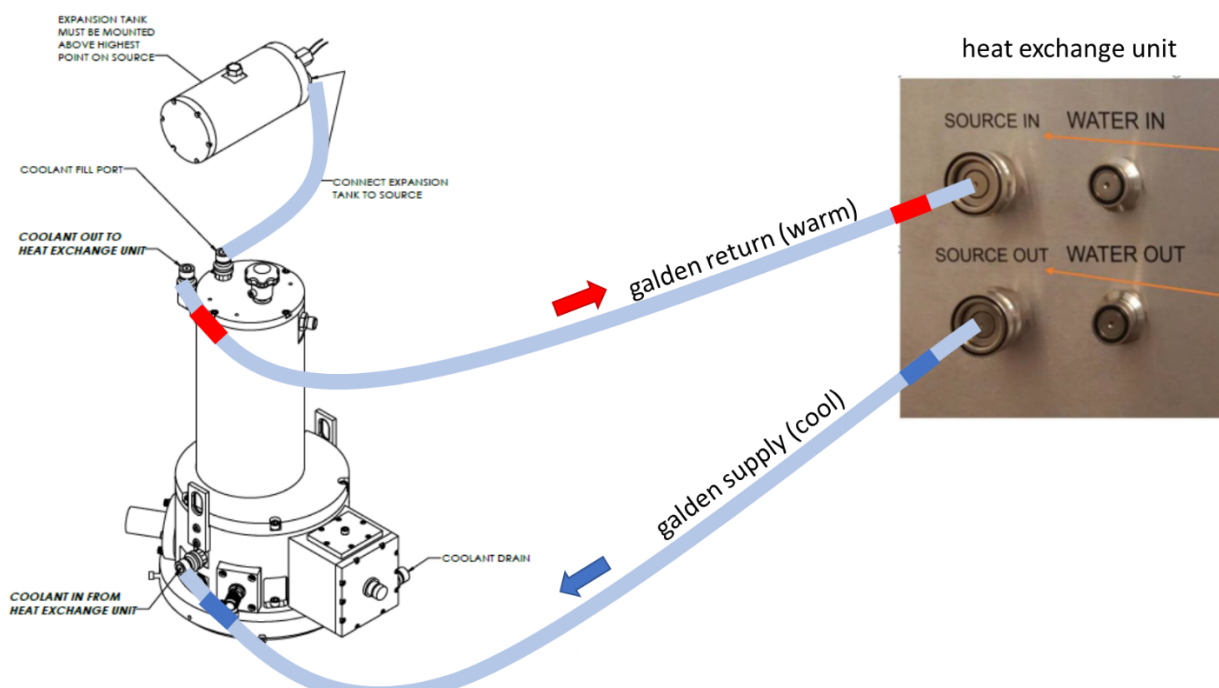 EXPANSION TANK
MUST BE MOUNTED
ABOVE HIGHEST
POINT ON SOURCE
heat exchange unit
SOURCE IN
WATER IN
COOLANT FILL PORT
CONNECT EXPANSION
TANK TO SOURCE
COOLANT OUT TO
HEAT EXCHANGE UNIT
galden return (warm)
SOURCE OUT
WATER OUT
galden supply (cool)
COOLANT DRAIN
COOLANT IN FROM
HEAT EXCHANGE UNIT